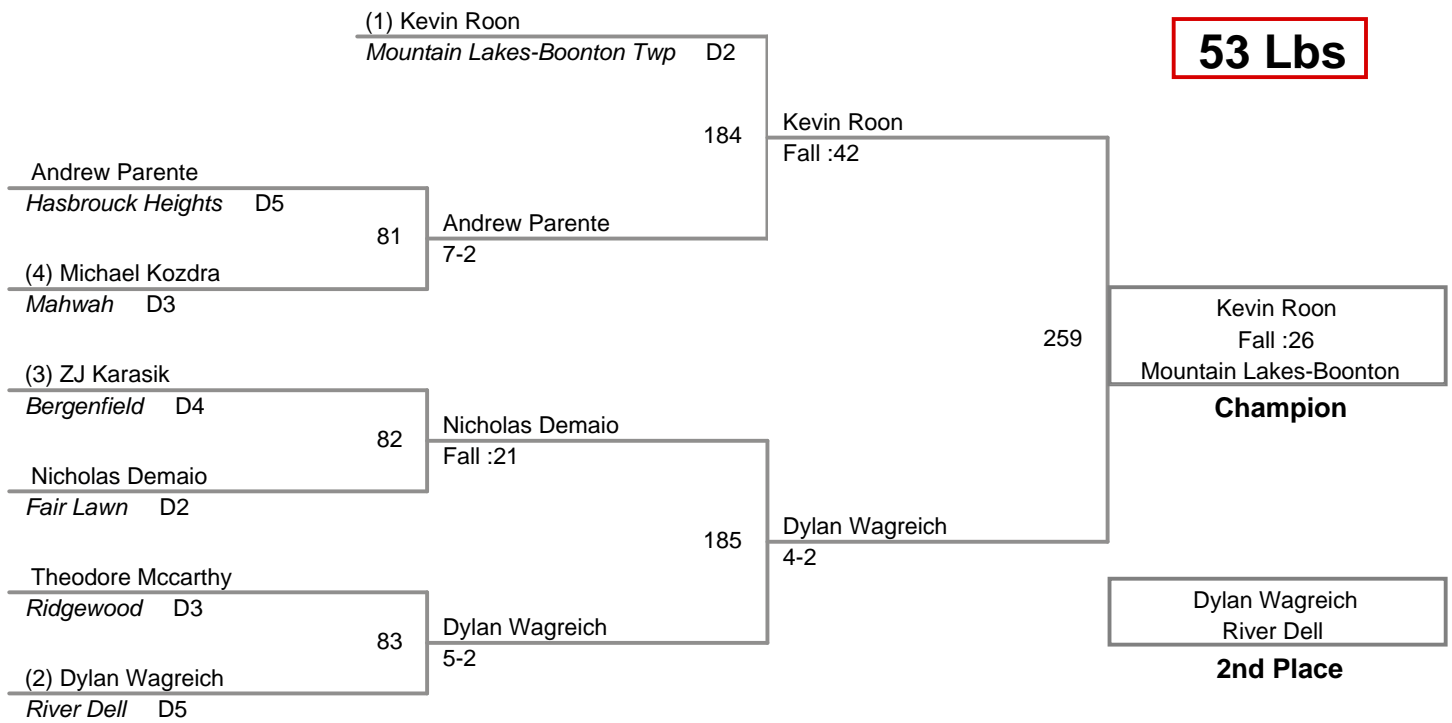 (1) Kevin Roon
Mountain Lakes-Boonton Twp D2
53 Lbs
184
Kevin Roon
Fall :42
Andrew Parente
Hasbrouck Heights D5
81
Andrew Parente
7-2
(4) Michael Kozdra
Mahwah D3
259
Kevin Roon
Fall :26
Mountain Lakes-Boonton
Champion
(3) ZJ Karasik
Bergenfield D4
82
Nicholas Demaio
Fall :21
Nicholas Demaio
Fair Lawn D2
185
Dylan Wagreich
4-2
Theodore Mccarthy
Ridgewood D3
83
Dylan Wagreich
5-2
(2) Dylan Wagreich
River Dell D5
Dylan Wagreich
River Dell
2nd Place